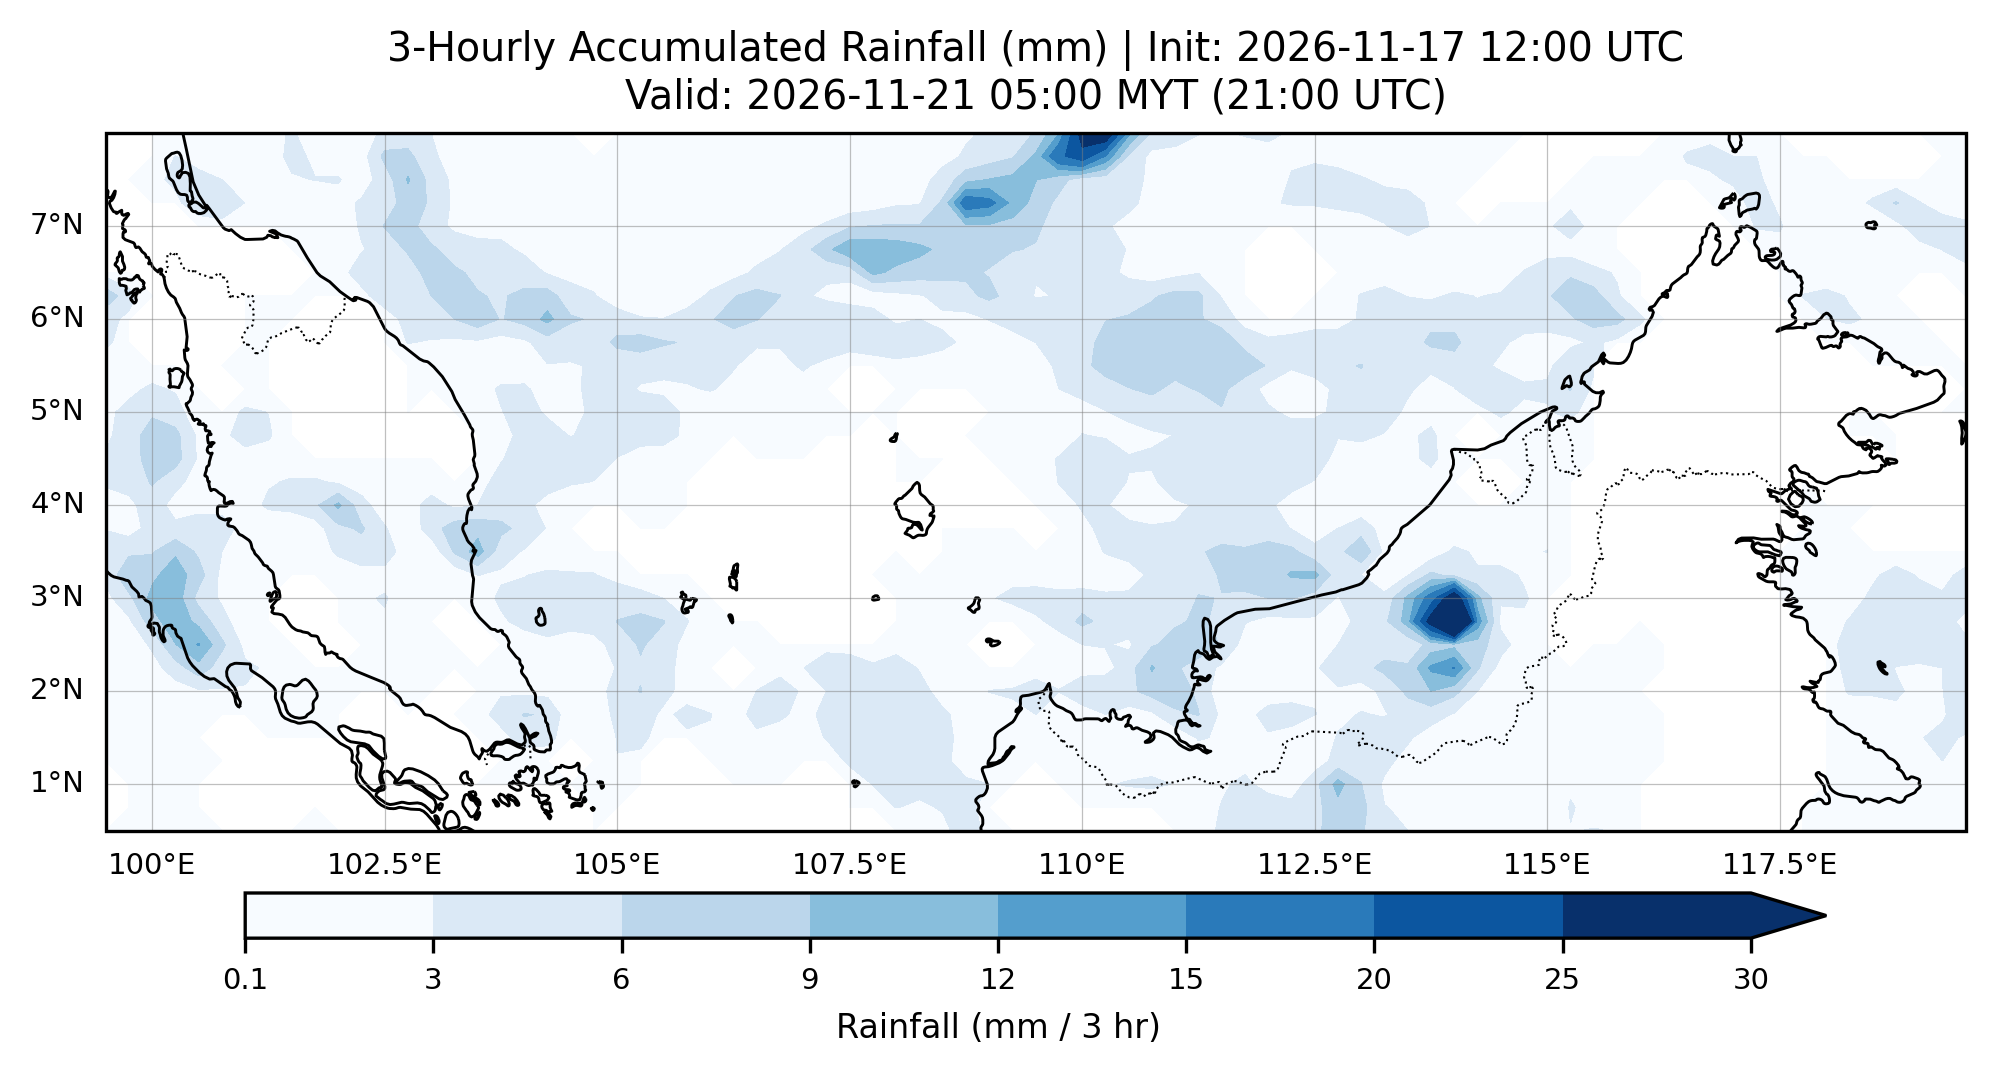 3-Hourly Accumulated Rainfall (mm) | Init: 2026-11-17 12:00 UTC
Valid: 2026-11-21 05:00 MYT (21:00 UTC)
7°N
6°N
5°N
4°N
3°N
2°N
1°N
100°E 102.5°E 105°E 107.5°E 110°E 112.5°E 115°E 117.5°E
0.1 3 6 9 12 15 20 25 30
Rainfall (mm / 3 hr)